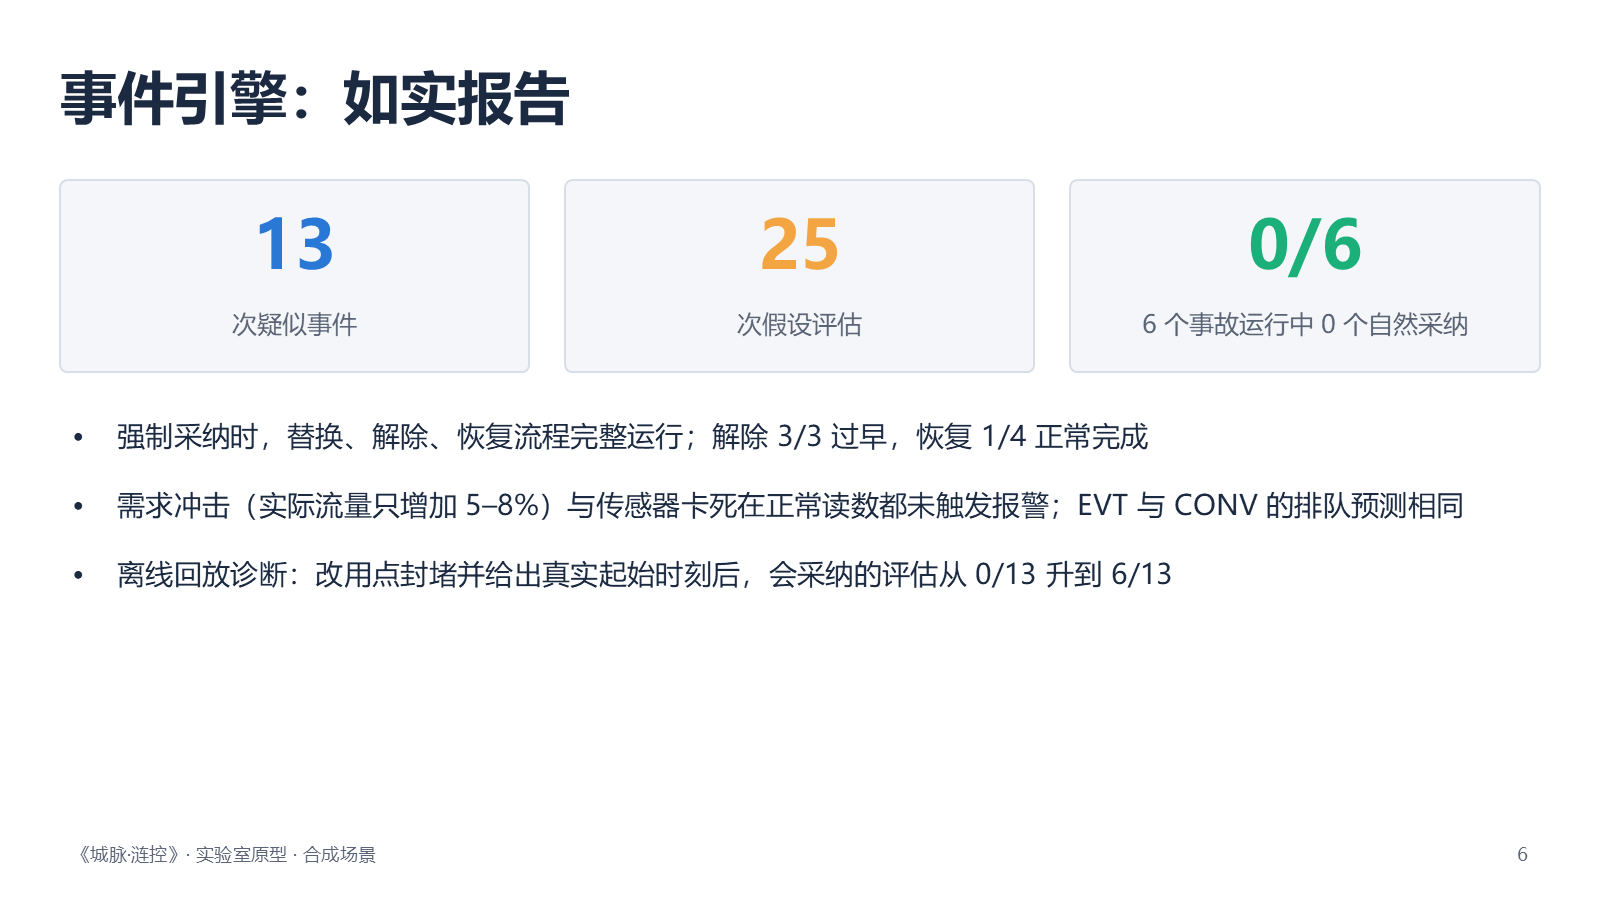 事件引擎：如实报告
13
次疑似事件
25
次假设评估
0/6
6 个事故运行中 0 个自然采纳
• 强制采纳时，替换、解除、恢复流程完整运行；解除 3/3 过早，恢复 1/4 正常完成
• 需求冲击（实际流量只增加 5–8%）与传感器卡死在正常读数都未触发报警；EVT 与 CONV 的排队预测相同
• 离线回放诊断：改用点封堵并给出真实起始时刻后，会采纳的评估从 0/13 升到 6/13
《城脉·涟控》· 实验室原型 · 合成场景
6